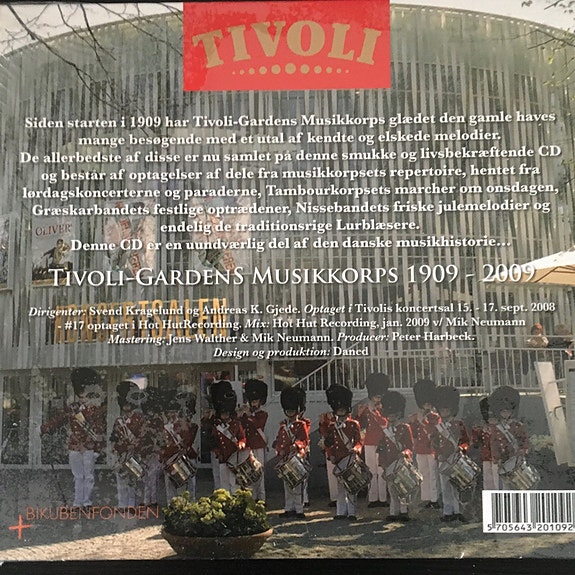 TIVOLI
Siden starten i 1909 har Tivoli-Gardens Musikkorps glædet den gamle haves
mange besøgende med et utal af kendte og elskede melodier.
De allerbedste af disse er nu samlet på denne smukke og livsbekræftende CD
og består af optagelser af dele fra musikkorpsets repertoire, hentet fra
lørdagskoncerterne og paraderne, Tambourkorpsets marcher om onsdagen,
Græskarbandets festlige optrædener, Nissebandets friske julemelodier og
endelig de traditionsrige Lurblæsere.
Denne CD er en uundværlig del af den danske musikhistorie...
OLIVER
TIVOLI-GARDENS MUSIKKORPS 1909 - 2009
Dirigenter: Svend Kragelund og Andreas K. Gjede. Optaget i Tivolis koncertsal 15. - 17. sept. 2008
- #17 optaget i Hot HutRecording. Mix: Hot Hut Recording, jan. 2009 v/ Mik Neumann
Mastering: Jens Walther & Mik Neumann. Producer: Peter Harbeck.
Design og produktion: Dancd
BIKUBENFONDEN
5 705643 201092